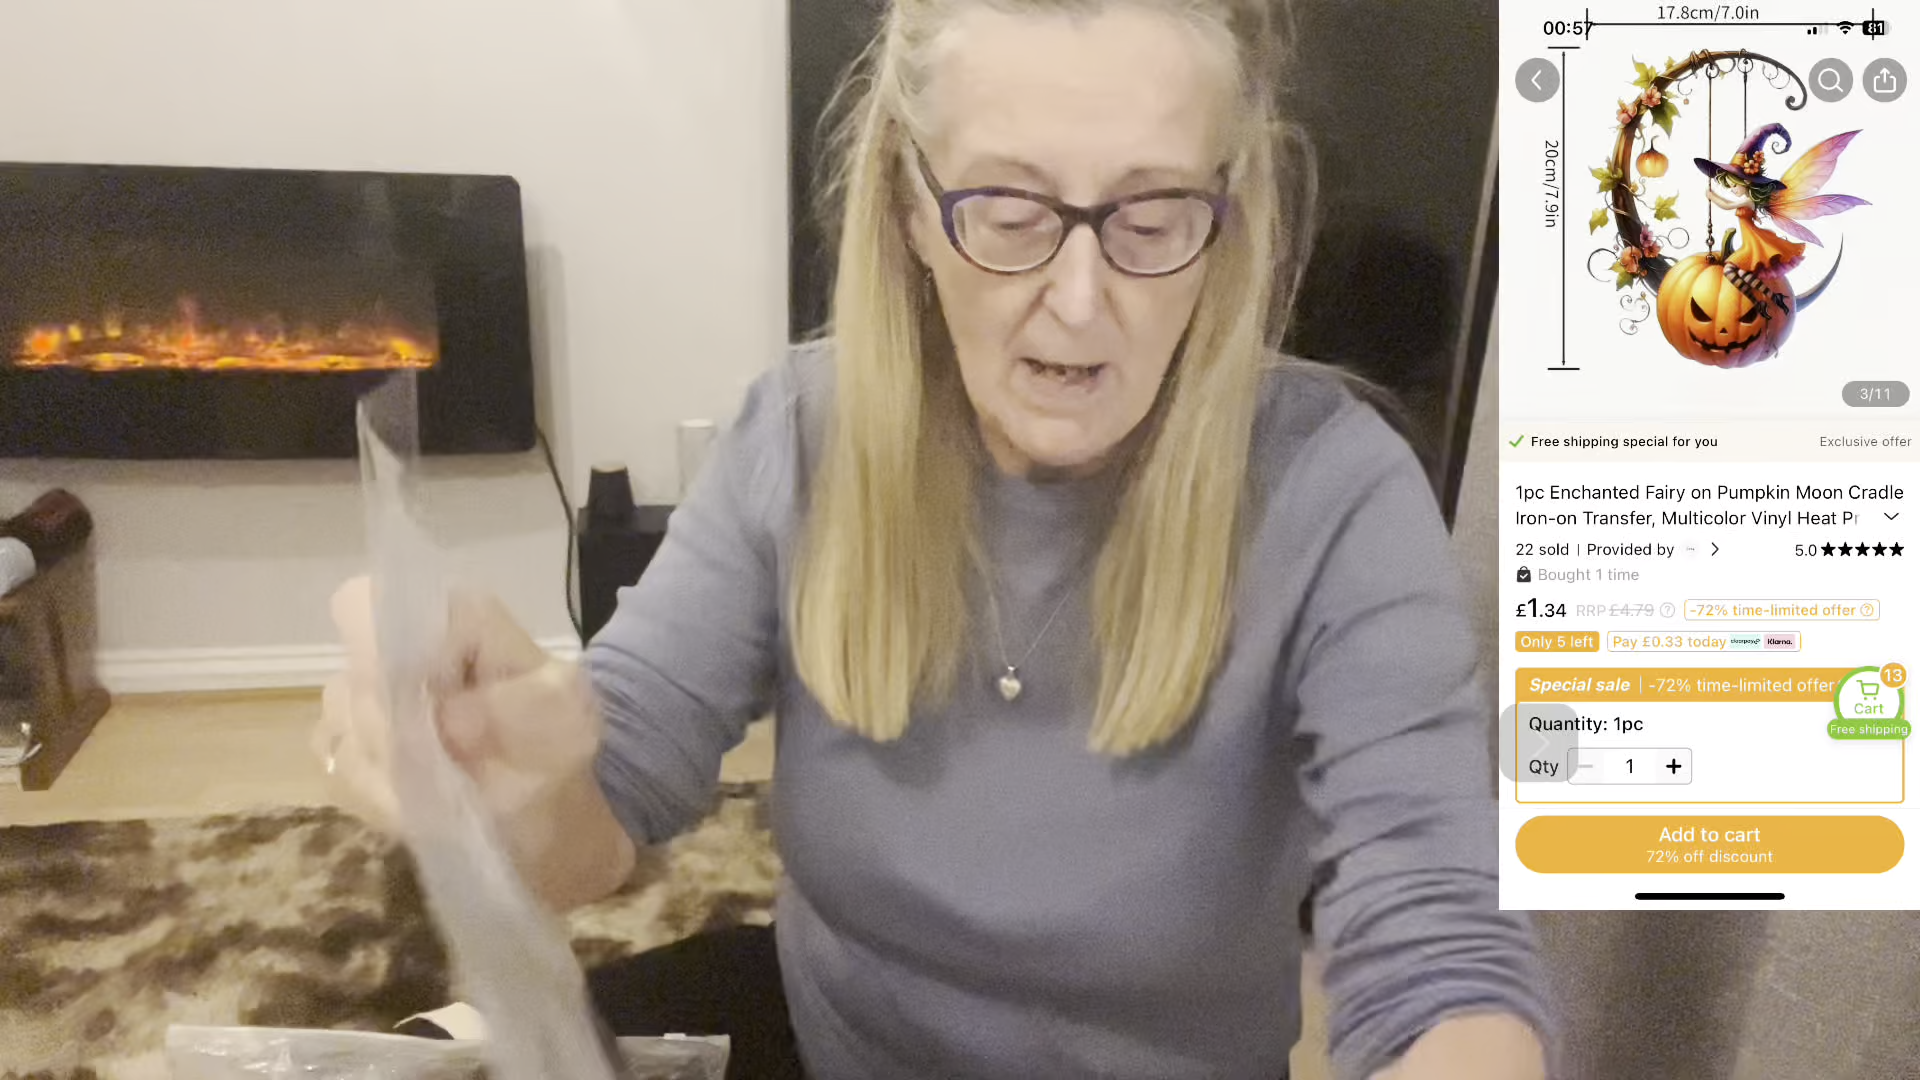 17.8cm/7.0in
00:57
81
20cm/7.9in
3/11
Free shipping special for you
Exclusive offer
1pc Enchanted Fairy on Pumpkin Moon Cradle
Iron-on Transfer, Multicolor Vinyl Heat Pr
22 sold | Provided by
5.0
Bought 1 time
£1.34 RRP £4.79 -72% time-limited offer
Only 5 left
Pay £0.33 today clearpay Klarna.
Special sale | -72% time-limited offer
13
Cart
Free shipping
Quantity: 1pc
Qty
1
Add to cart
72% off discount